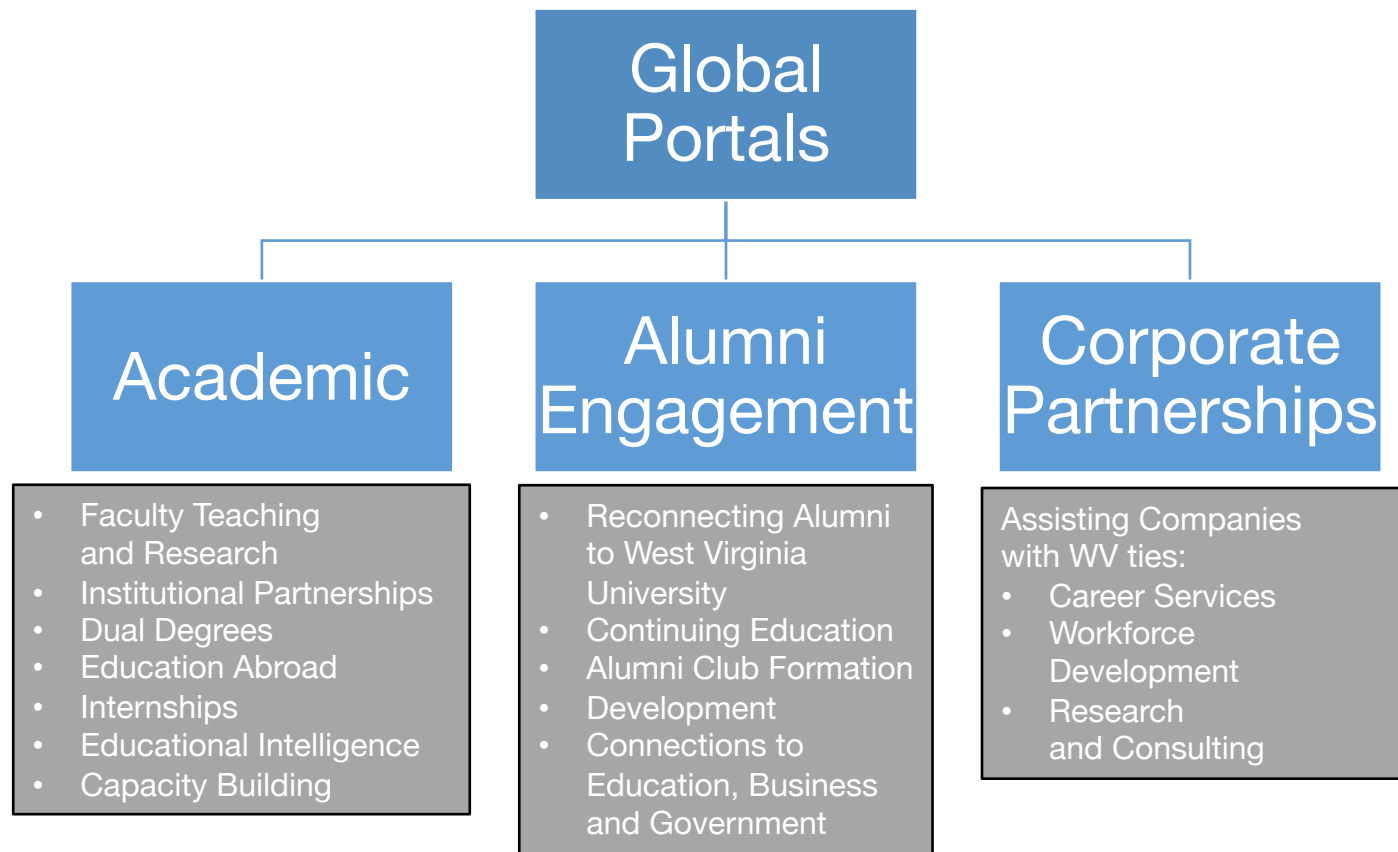 Global
Portals
Academic
• Faculty Teaching
and Research
• Institutional Partnerships
• Dual Degrees
• Education Abroad
• Internships
• Educational Intelligence
• Capacity Building
Alumni
Engagement
• Reconnecting Alumni
to West Virginia
University
• Continuing Education
• Alumni Club Formation
• Development
• Connections to
Education, Business
and Government
Corporate
Partnerships
Assisting Companies
with WV ties:
• Career Services
• Workforce
Development
• Research
and Consulting